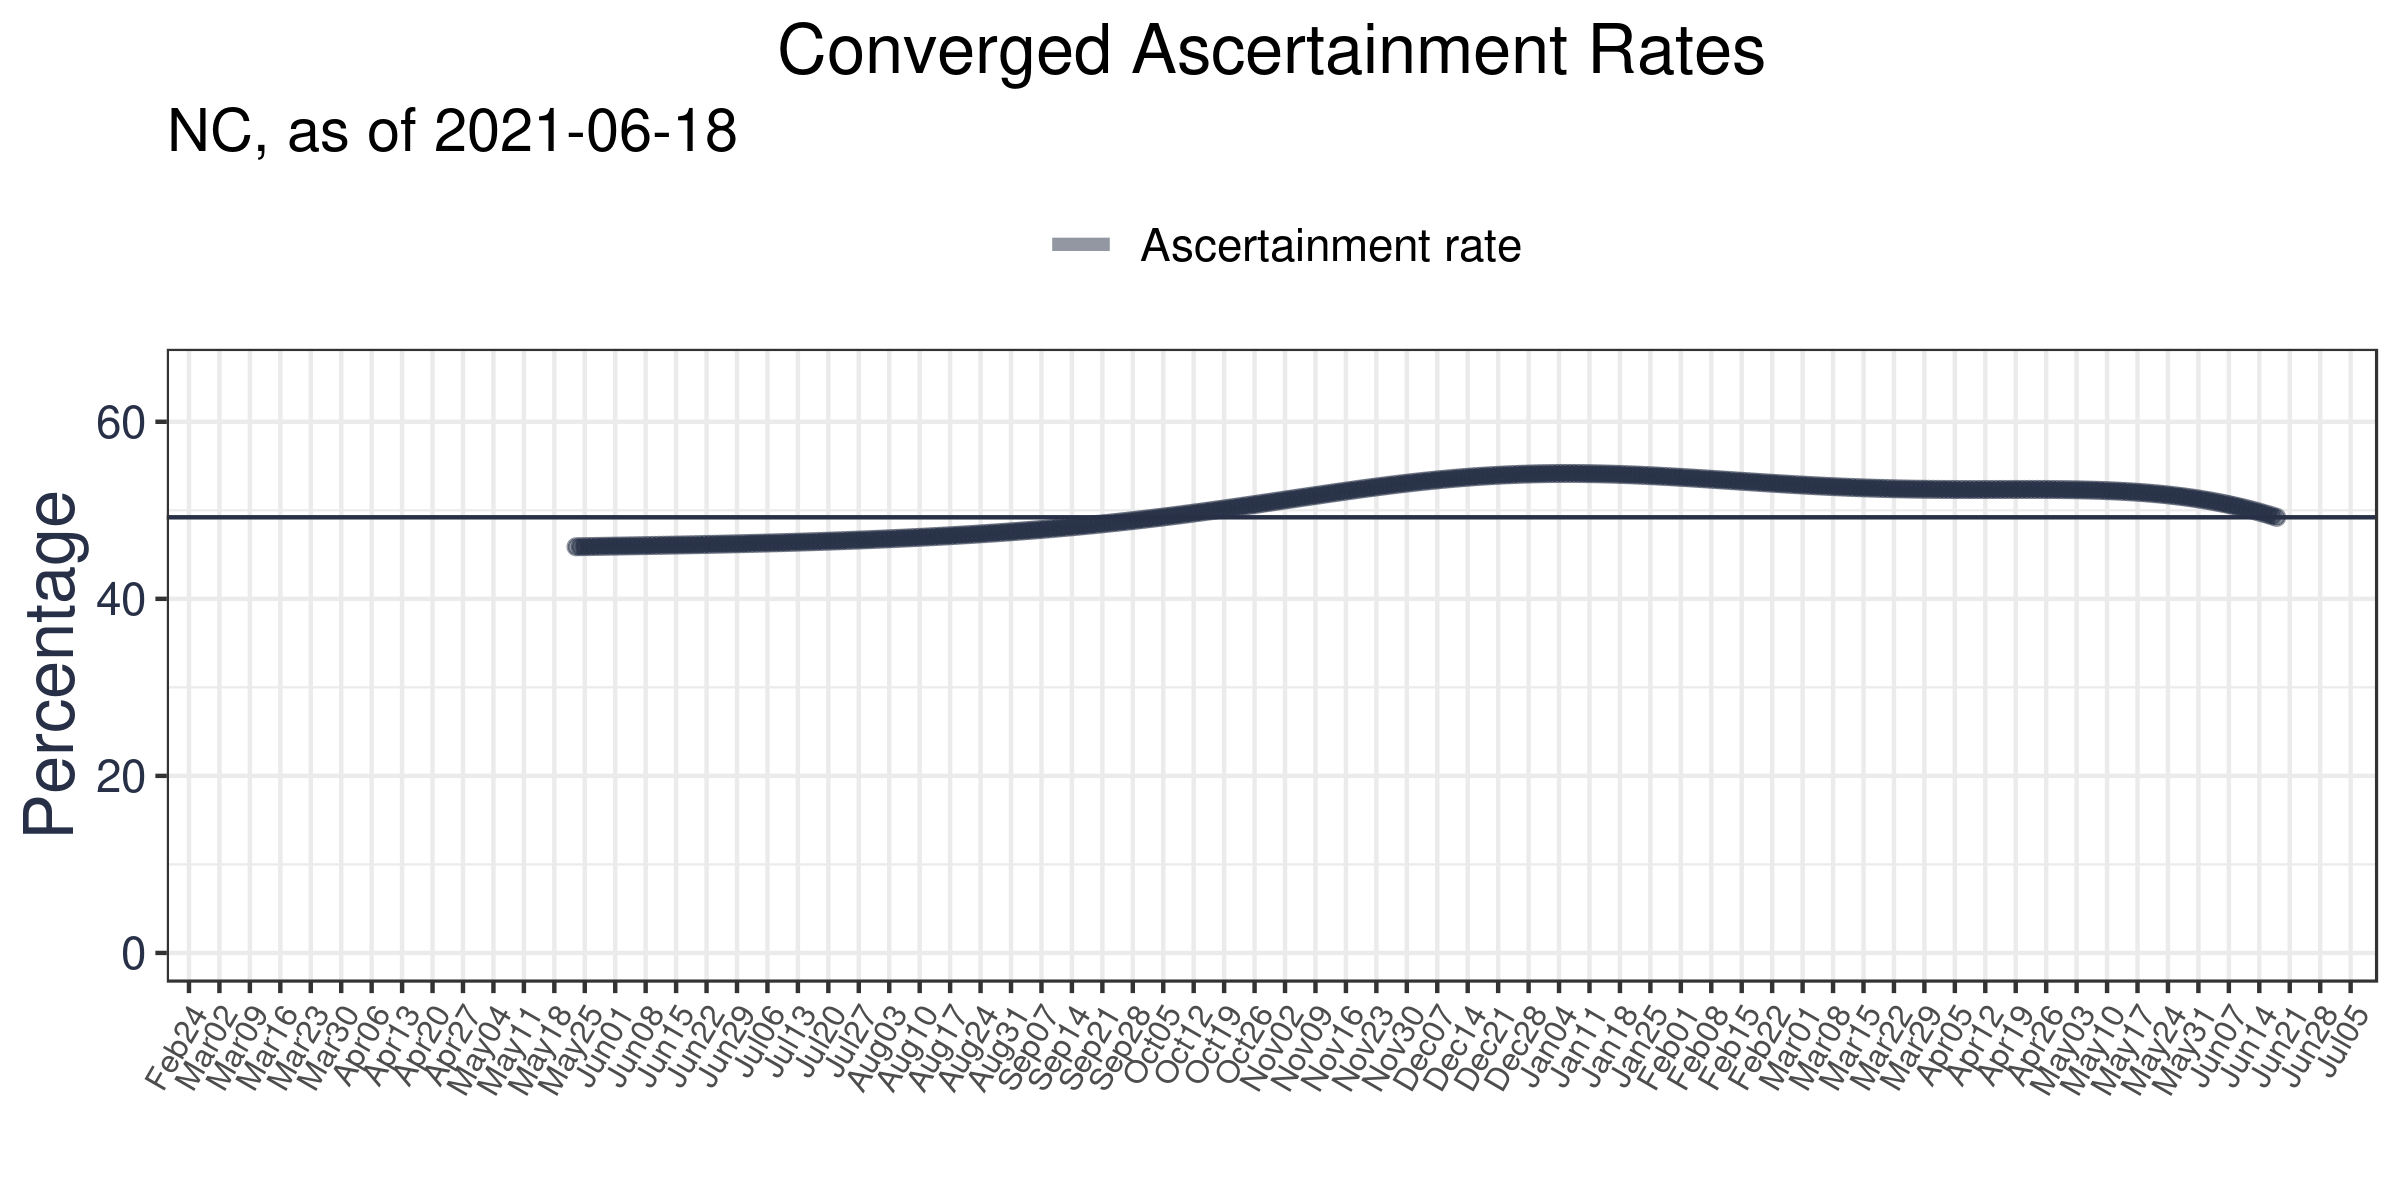 Converged Ascertainment Rates
NC, as of 2021-06-18
Ascertainment rate
Percentage
60
40
20
0
Feb24
Mar02
Mar09
Mar16
Mar23
Mar30
Apr06
Apr13
Apr20
Apr27
May04
May11
May18
May25
Jun01
Jun08
Jun15
Jun22
Jun29
Jul06
Jul13
Jul20
Jul27
Aug03
Aug10
Aug17
Aug24
Aug31
Sep07
Sep14
Sep21
Sep28
Oct05
Oct12
Oct19
Oct26
Nov02
Nov09
Nov16
Nov23
Nov30
Dec07
Dec14
Dec21
Dec28
Jan04
Jan11
Jan18
Jan25
Feb01
Feb08
Feb15
Feb22
Mar01
Mar08
Mar15
Mar22
Mar29
Apr05
Apr12
Apr19
Apr26
May03
May10
May17
May24
May31
Jun07
Jun14
Jun21
Jun28
Jul05